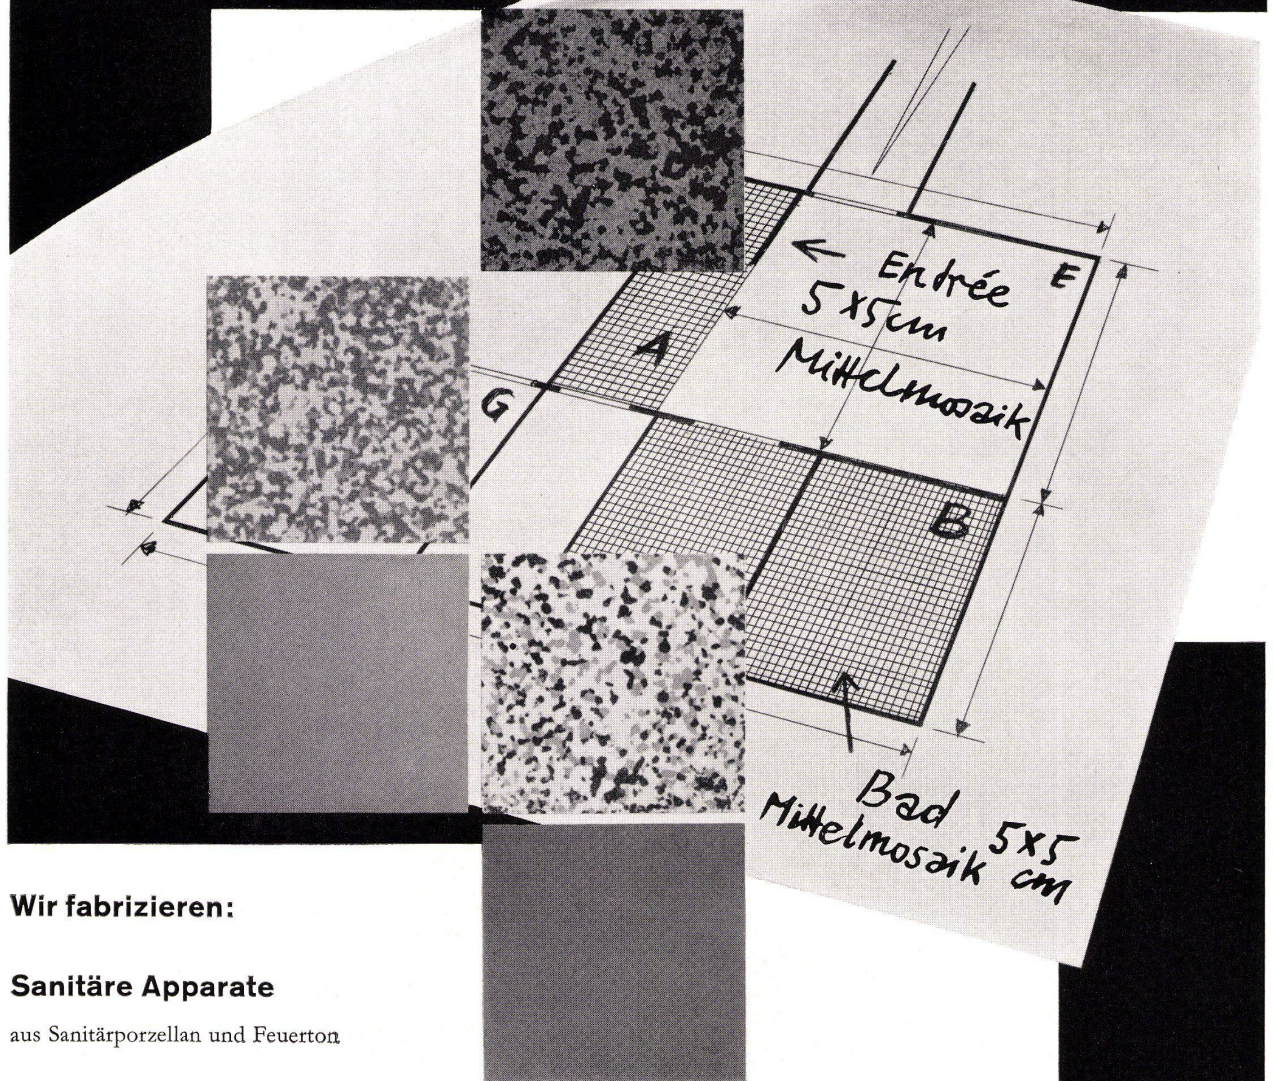 E
Entrée
5x5cm
Mittelmosaik
A
G
B
Bad
Mittelmosaik 5x5
cm
Wir fabrizieren:
Sanitäre Apparate
aus Sanitärporzellan und Feuerton